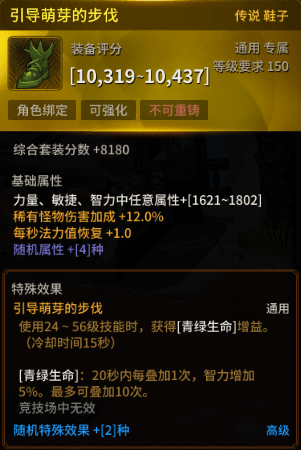 引导萌芽的步伐
传说 鞋子
装备评分
通用 专属
[10,319~10,437]
等级要求 150
角色绑定
可强化
不可重铸
综合套装分数 +8180
基础属性
力量、敏捷、智力中任意属性+[1621~1802]
稀有怪物伤害加成 +12.0%
每秒法力值恢复 +1.0
随机属性 +[4]种
特殊效果
引导萌芽的步伐
通用
使用24 ~ 56级技能时，获得[青绿生命]增益。
（冷却时间15秒）
[青绿生命]：20秒内每叠加1次，智力增加
5%。最多可叠加10次。
竞技场中无效
随机特殊效果 +[2]种
高级